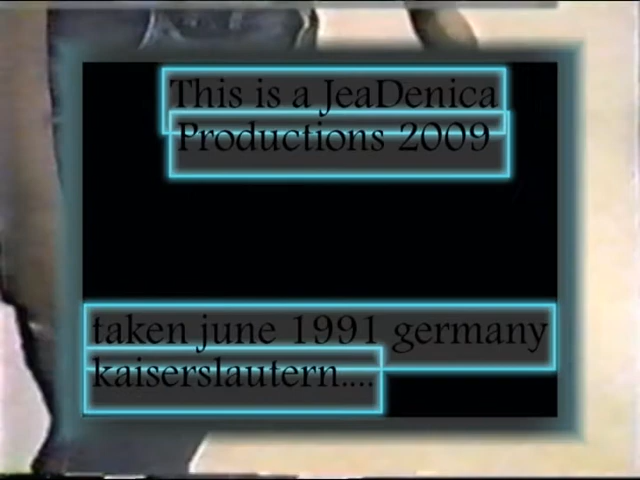 This is a JeaDenica
Productions 2009
taken june 1991 germany
kaiserslautern....